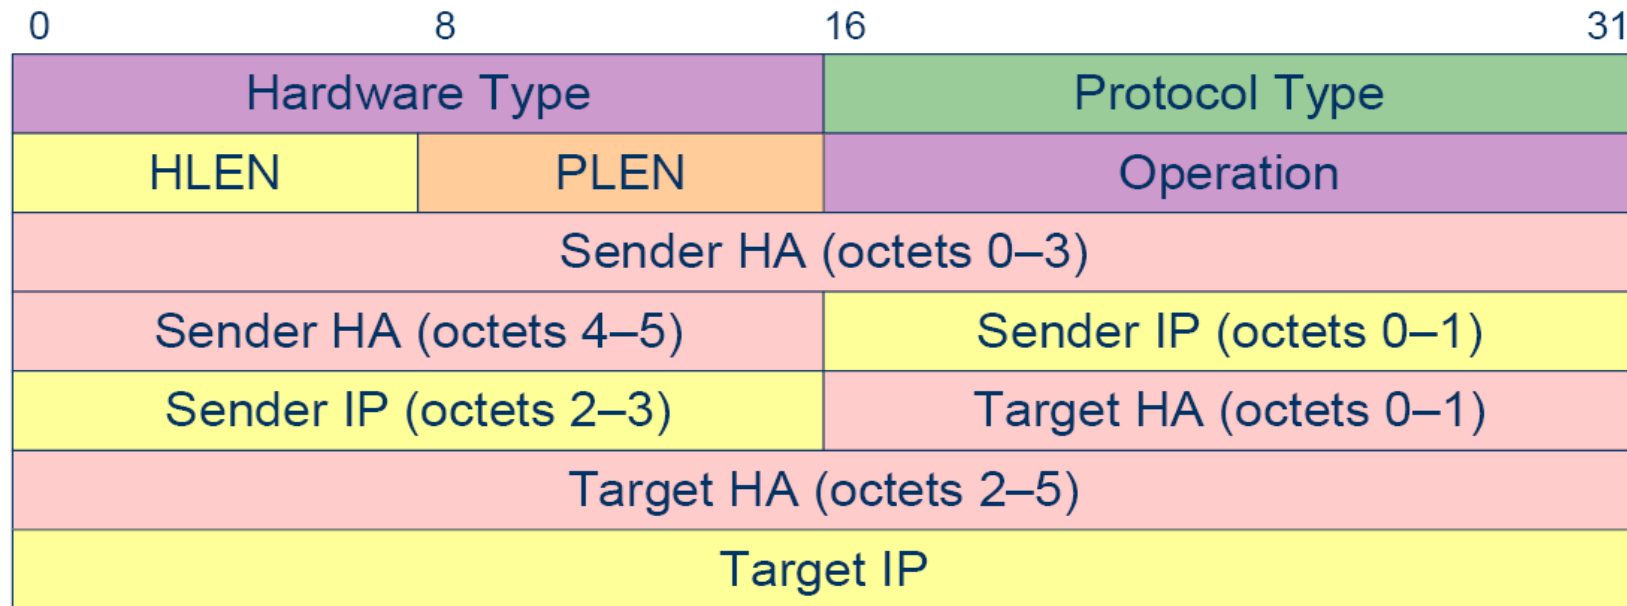 0 8 16 31
Hardware Type Protocol Type
HLEN PLEN Operation
Sender HA (octets 0–3)
Sender HA (octets 4–5) Sender IP (octets 0–1)
Sender IP (octets 2–3) Target HA (octets 0–1)
Target HA (octets 2–5)
Target IP